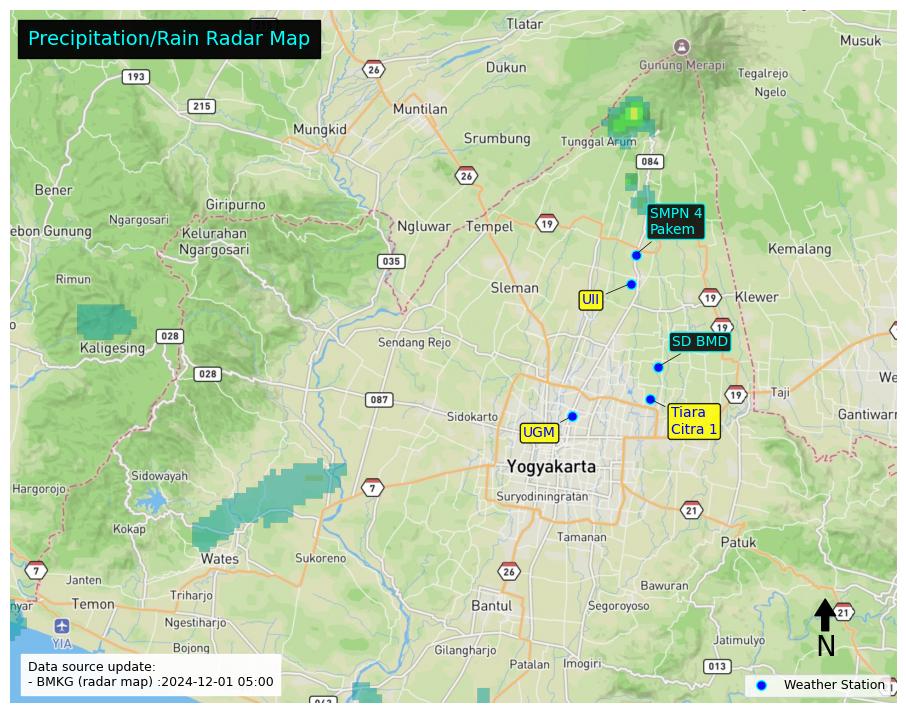 Precipitation/Rain Radar Map
Tlatar
Musuk
26
Gunung Merapi
193
Dukun
Tegalrejo
Ngelo
215
Muntilan
Mungkid
Srumbung
Tunggal Arum
084
26
Bener
Giripurno
SMPN 4
Pakem
Ngargosari
Ngluwar
Tempel
19
ebon Gunung
Kelurahan
Ngargosari
Kemalang
035
Rimun
Sleman
UII
19
Klewer
19
028
Kaligesing
Sendang Rejo
SD BMD
028
We
087
19
Taji
Sidokarto
Tiara
Citra 1
Gantiwarn
UGM
Yogyakarta
Sidowayah
Hargorojo
7
Suryodiningratan
21
Kokap
Tamanan
Patuk
Wates
Sukoreno
7
26
Janten
Bawuran
Triharjo
nyar
Temon
Bantul
Segoroyoso
21
Ngestiharjo
YIA
Jatimulyo
N
Bojong
Gilangharjo
Patalan
Imogiri
013
Data source update:
- BMKG (radar map) :2024-12-01 05:00
Weather Station